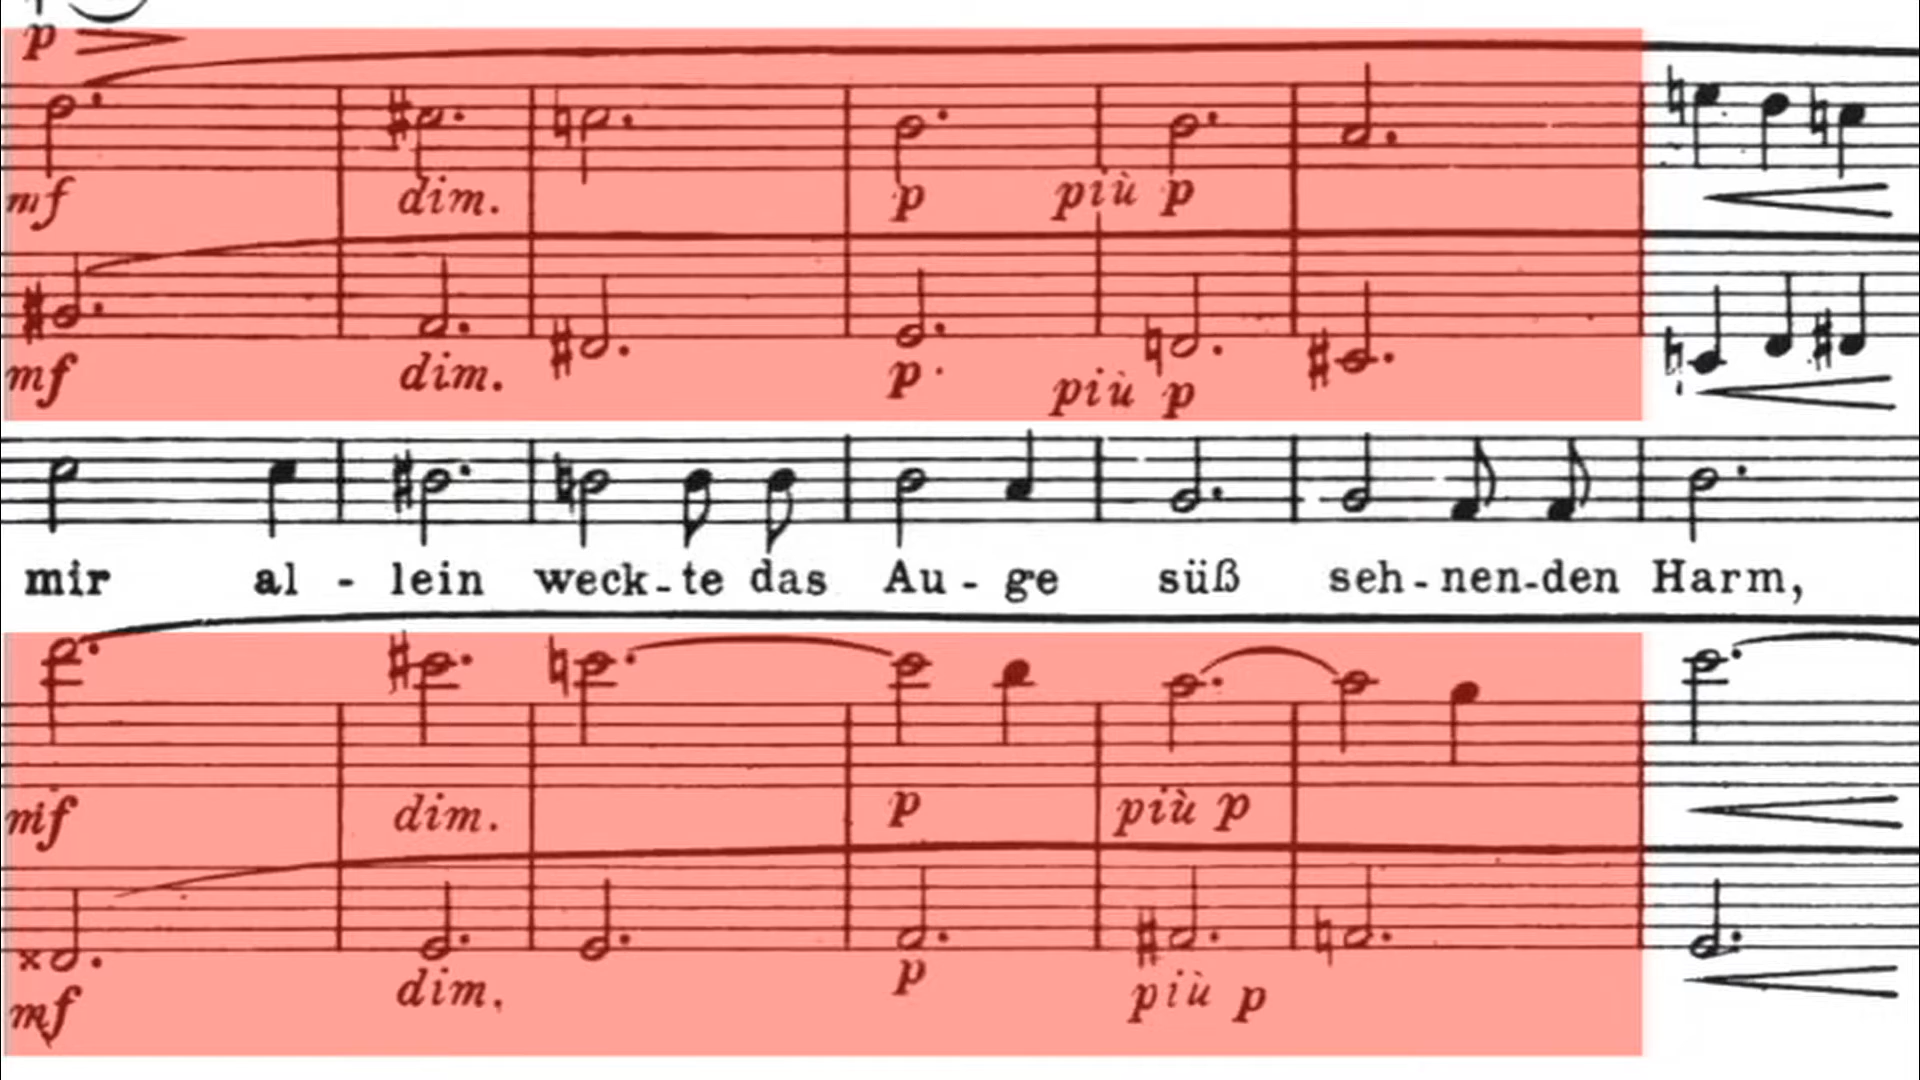 p
mf dim. p più p
mf dim. p più p
mir al - lein weck - te das Au - ge süß seh - nen - den Harm,
mf dim. p più p
mf dim. p più p